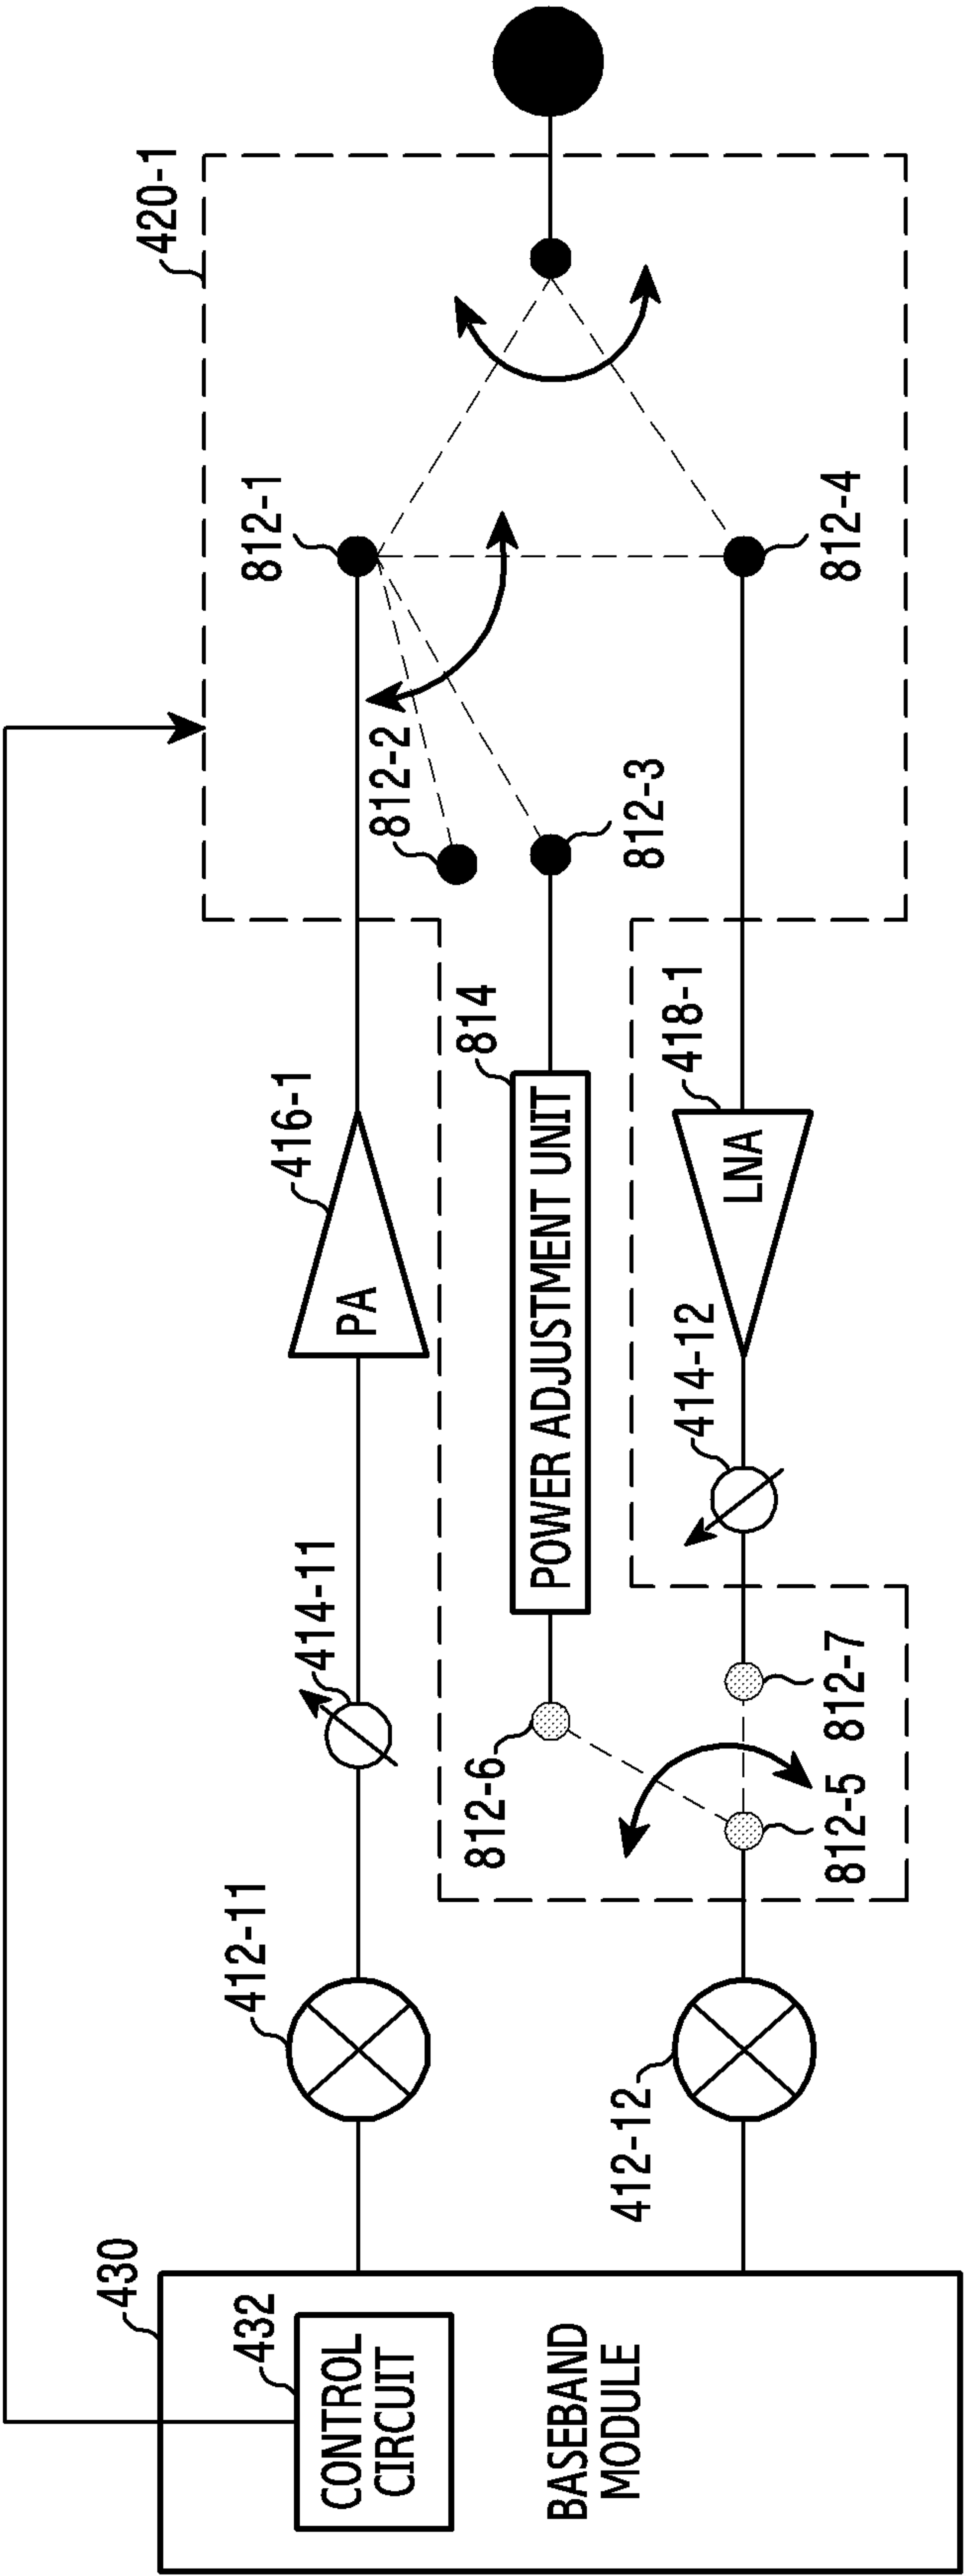 430
432
CONTROL
CIRCUIT
BASEBAND
MODULE
412-11
412-12
414-11
416-1
PA
812-6
812-5
812-7
814
POWER ADJUSTMENT UNIT
414-12
418-1
LNA
420-1
812-1
812-2
812-3
812-4